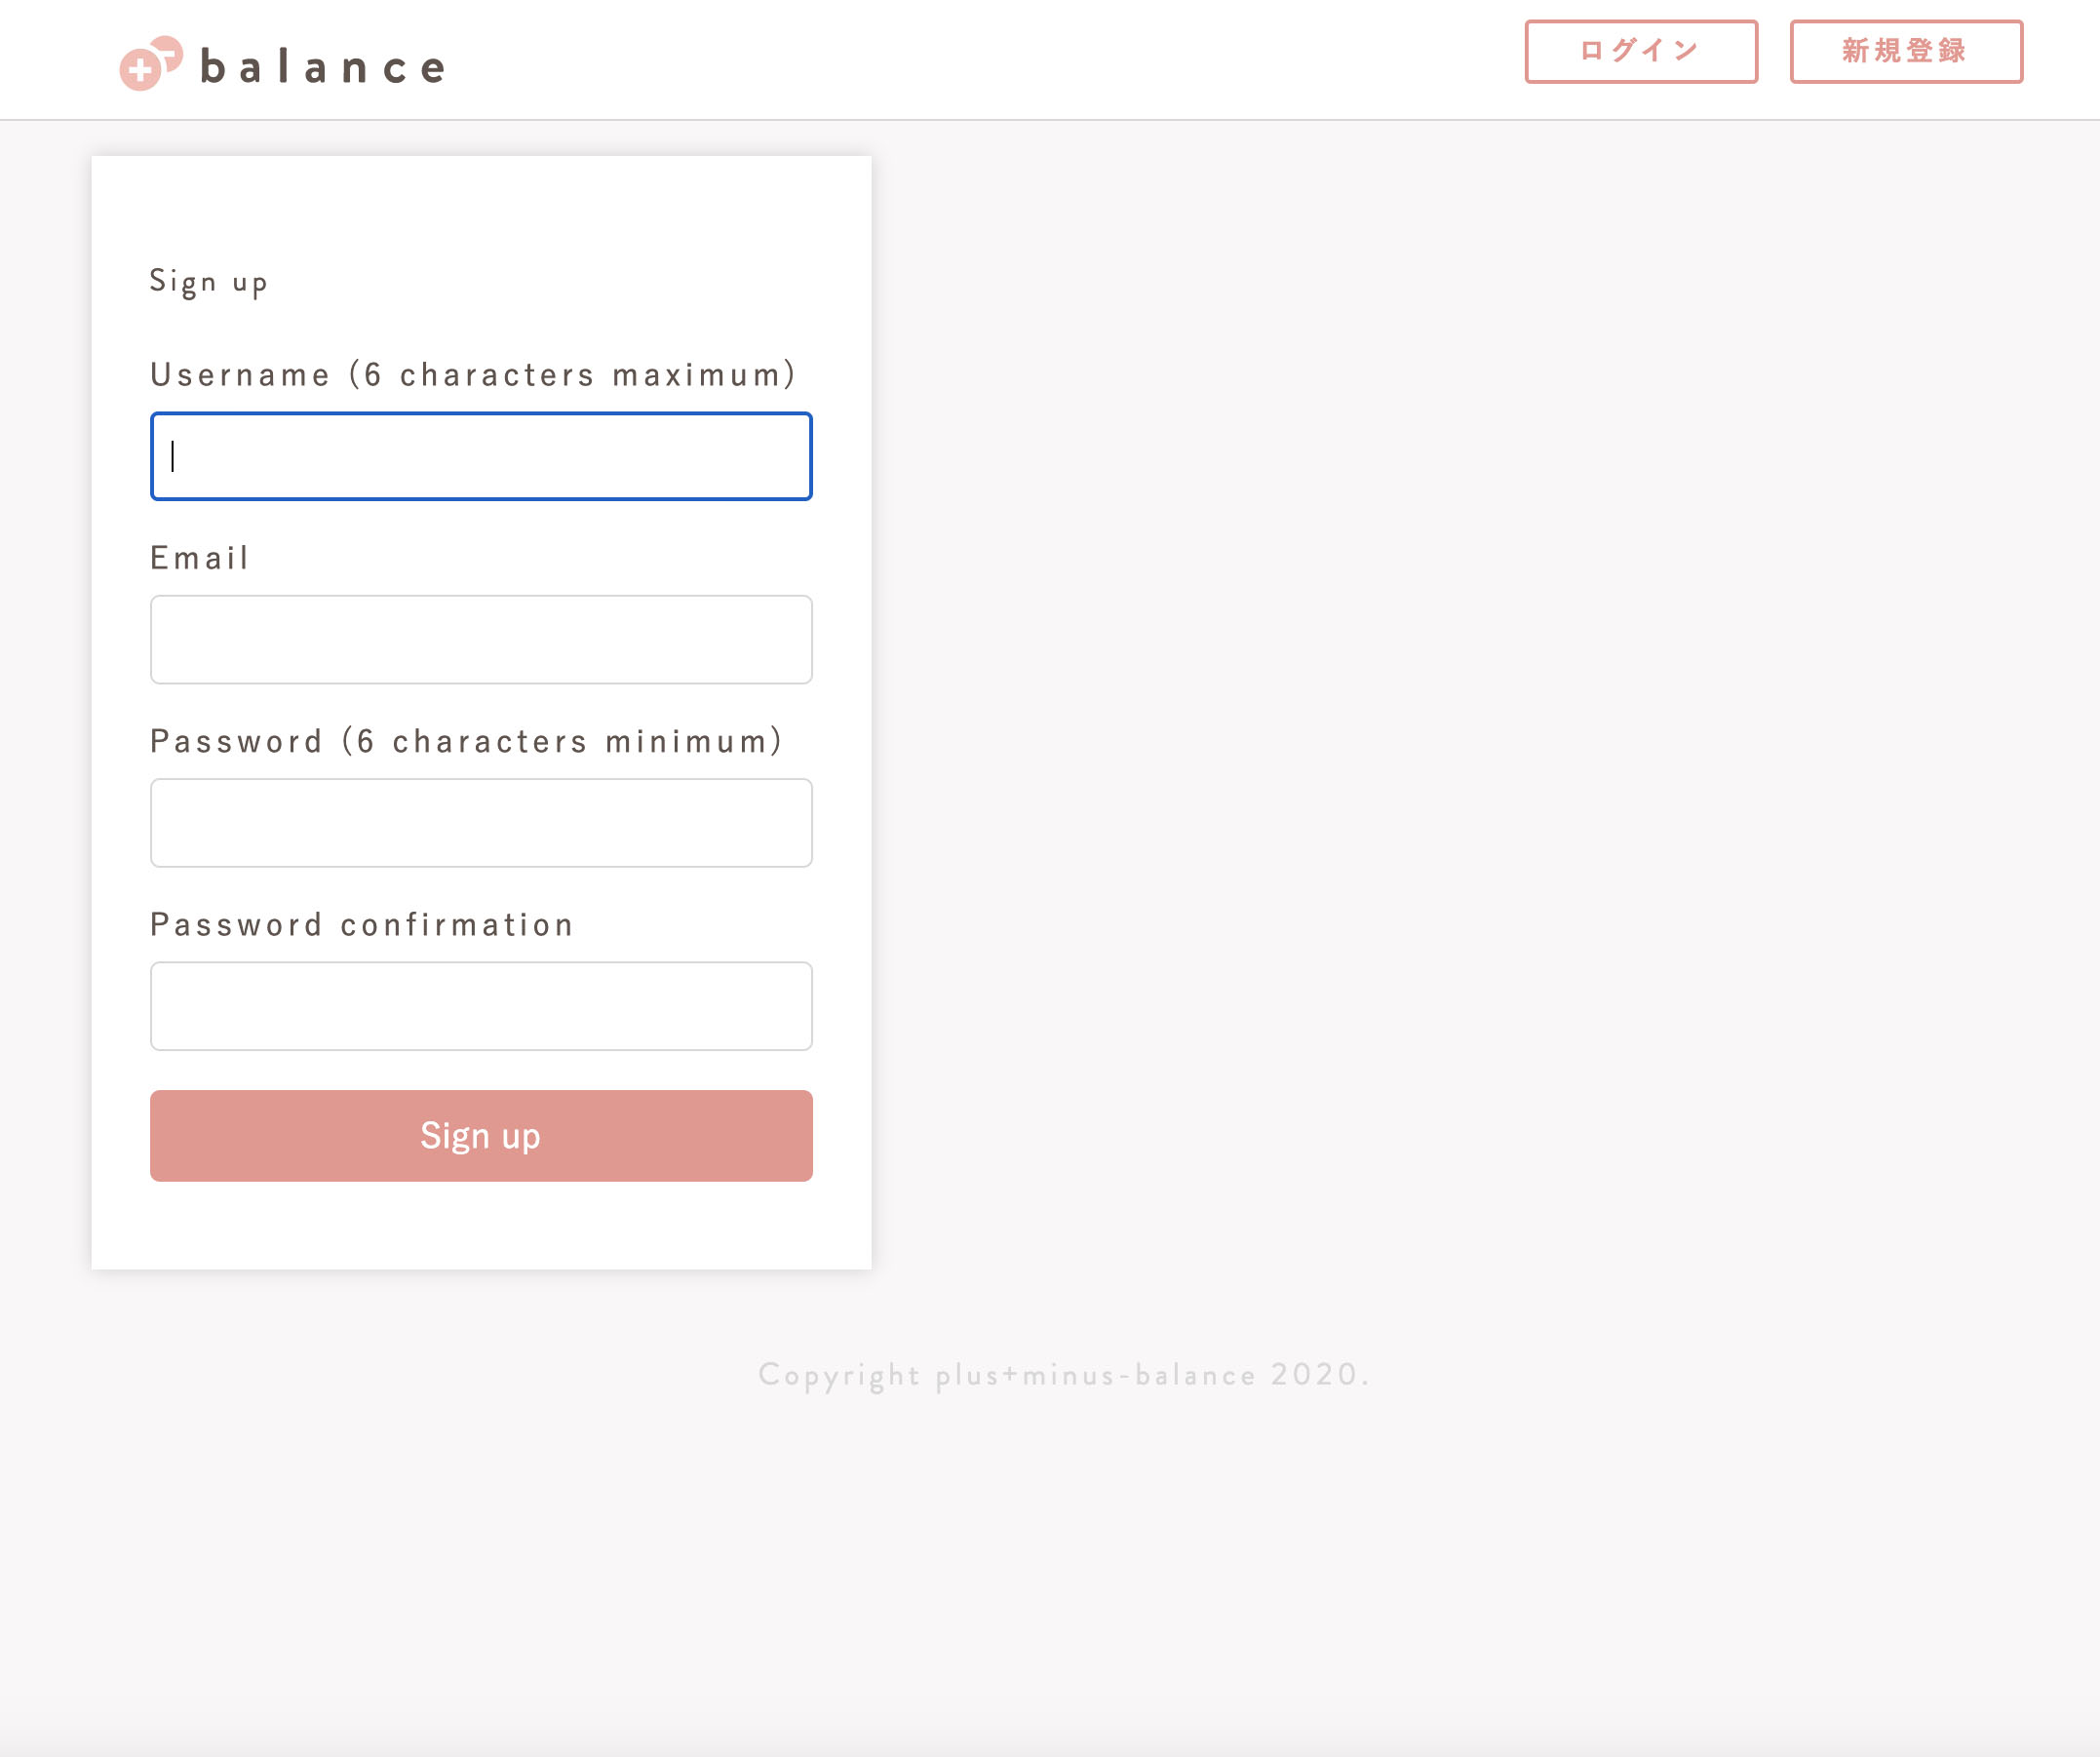 balance
ログイン
新規登録
Sign up
Username (6 characters maximum)
Email
Password (6 characters minimum)
Password confirmation
Sign up
Copyright plus+minus-balance 2020.